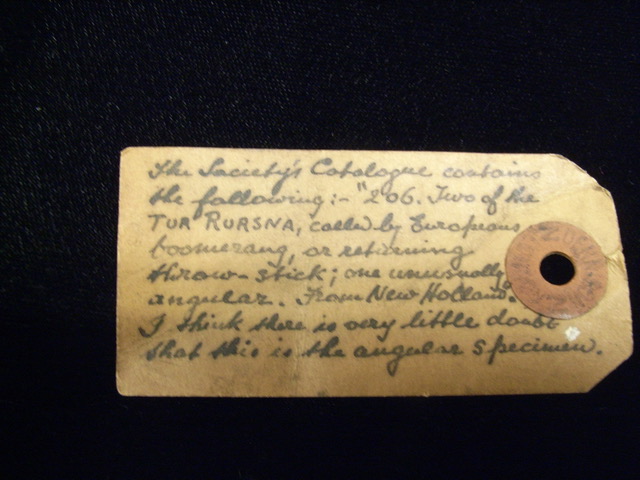 The Society's Catalogue contains
the following:- "206. Two of the
TUR RURSNA, called by Europeans
boomerang, or returning
throw-stick; one unusually
angular. From New Holland."
I think there is very little doubt
that this is the angular specimen.